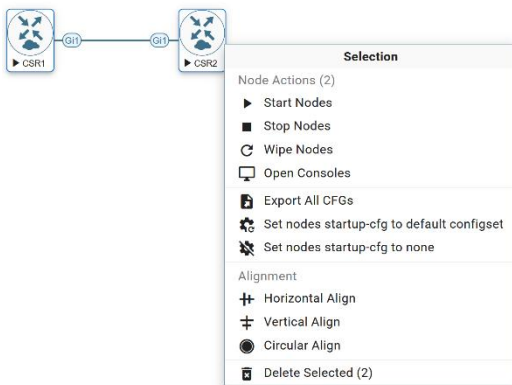 Gi1
Gi1
CSR1
CSR2
Selection
Node Actions (2)
Start Nodes
Stop Nodes
Wipe Nodes
Open Consoles
Export All CFGs
Set nodes startup-cfg to default configset
Set nodes startup-cfg to none
Alignment
Horizontal Align
Vertical Align
Circular Align
Delete Selected (2)